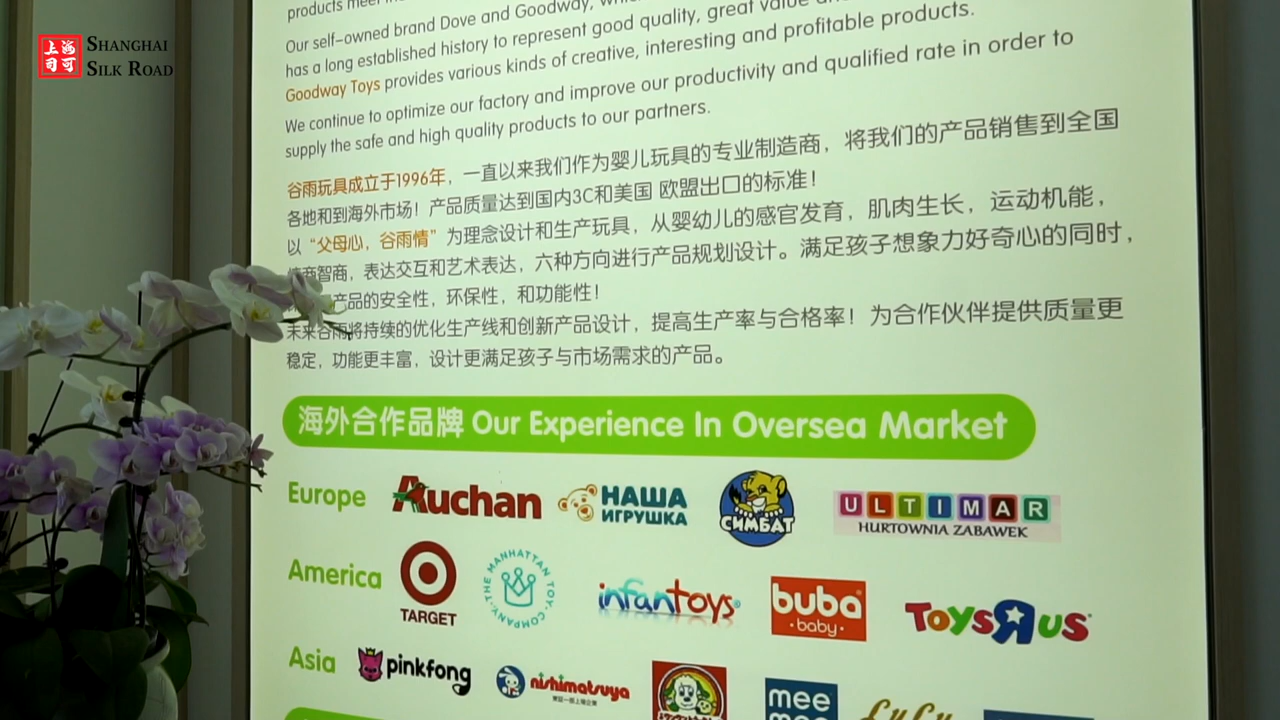 上海
司可
SHANGHAI
SILK ROAD
products meet
Our self-owned brand Dove and Goodway,
has a long established history to represent good quality, great value
Goodway Toys provides various kinds of creative, interesting and profitable products.
We continue to optimize our factory and improve our productivity and qualified rate in order to
supply the safe and high quality products to our partners.
谷雨玩具成立于1996年，一直以来我们作为婴儿玩具的专业制造商，将我们的产品销售到全国
各地和到海外市场！产品质量达到国内3C和美国 欧盟出口的标准！
以“父母心，谷雨情”为理念设计和生产玩具，从婴幼儿的感官发育，肌肉生长，运动机能，
情商智商，表达交互和艺术表达，六种方向进行产品规划设计。满足孩子想象力好奇心的同时，
产品的安全性，环保性，和功能性！
未来谷雨将持续的优化生产线和创新产品设计，提高生产率与合格率！为合作伙伴提供质量更
稳定，功能更丰富，设计更满足孩子与市场需求的产品。
海外合作品牌 Our Experience In Oversea Market
Europe Auchan НАША ИГРУШКА СИМБАТ ULTIMAR HURTOWNIA ZABAWEK
America TARGET THE MANHATTAN TOY COMPANY infantoys buba baby TOYS R US
Asia pinkfong nishimatsuya mee